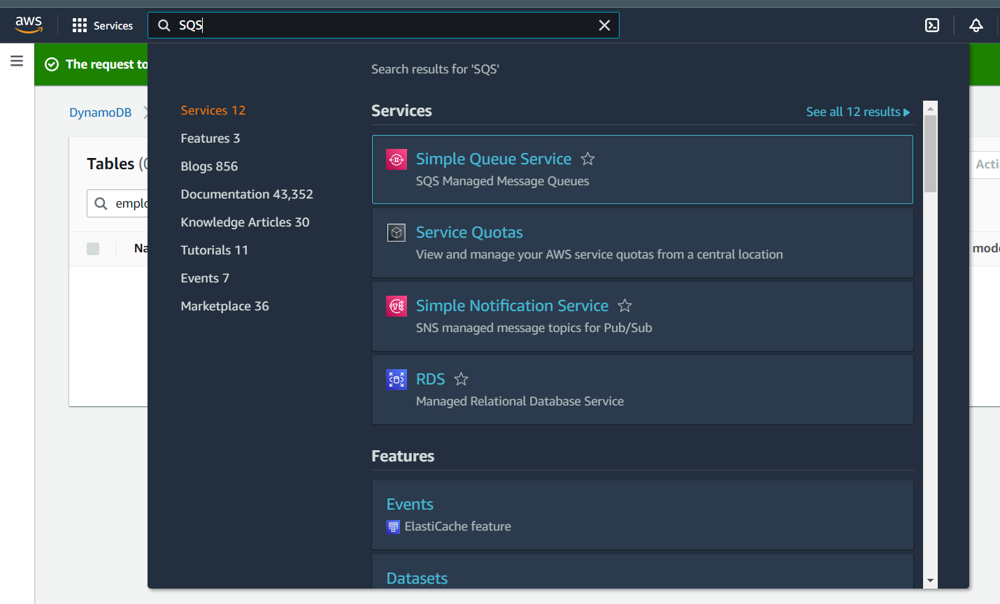 aws
Services
SQS
The request to
DynamoDB
Tables (0
emplo
Na
Search results for 'SQS'
Services 12
Features 3
Blogs 856
Documentation 43,352
Knowledge Articles 30
Tutorials 11
Events 7
Marketplace 36
Services
See all 12 results
Simple Queue Service
SQS Managed Message Queues
Service Quotas
View and manage your AWS service quotas from a central location
Simple Notification Service
SNS managed message topics for Pub/Sub
RDS
Managed Relational Database Service
Features
Events
ElastiCache feature
Datasets
Acti
mode